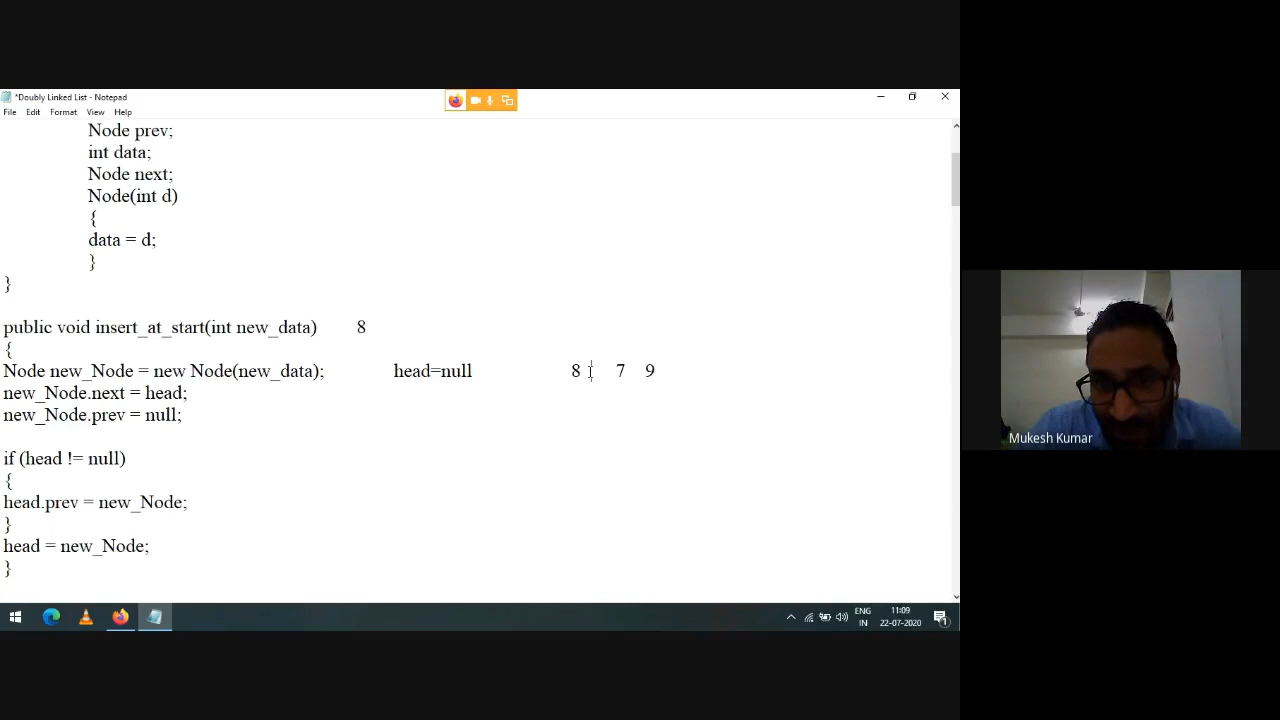 *Doubly Linked List - Notepad
File Edit Format View Help
Node prev;
int data;
Node next;
Node(int d)
{
data = d;
}
}
public void insert_at_start(int new_data) 8
{
Node new_Node = new Node(new_data); head=null 8 7 9
new_Node.next = head;
new_Node.prev = null;
if (head != null)
{
head.prev = new_Node;
}
head = new_Node;
}
Mukesh Kumar
ENG
IN
11:09
22-07-2020
1